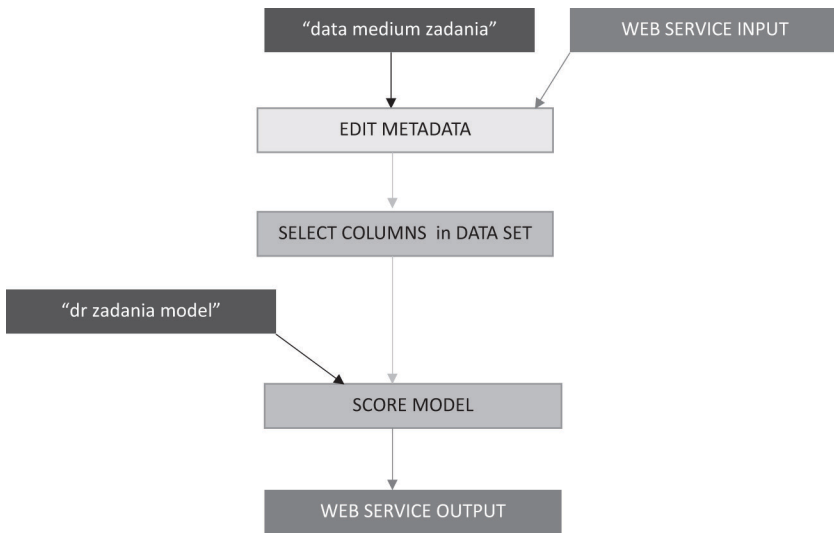 “data medium zadania”
WEB SERVICE INPUT
EDIT METADATA
SELECT COLUMNS in DATA SET
“dr zadania model”
SCORE MODEL
WEB SERVICE OUTPUT